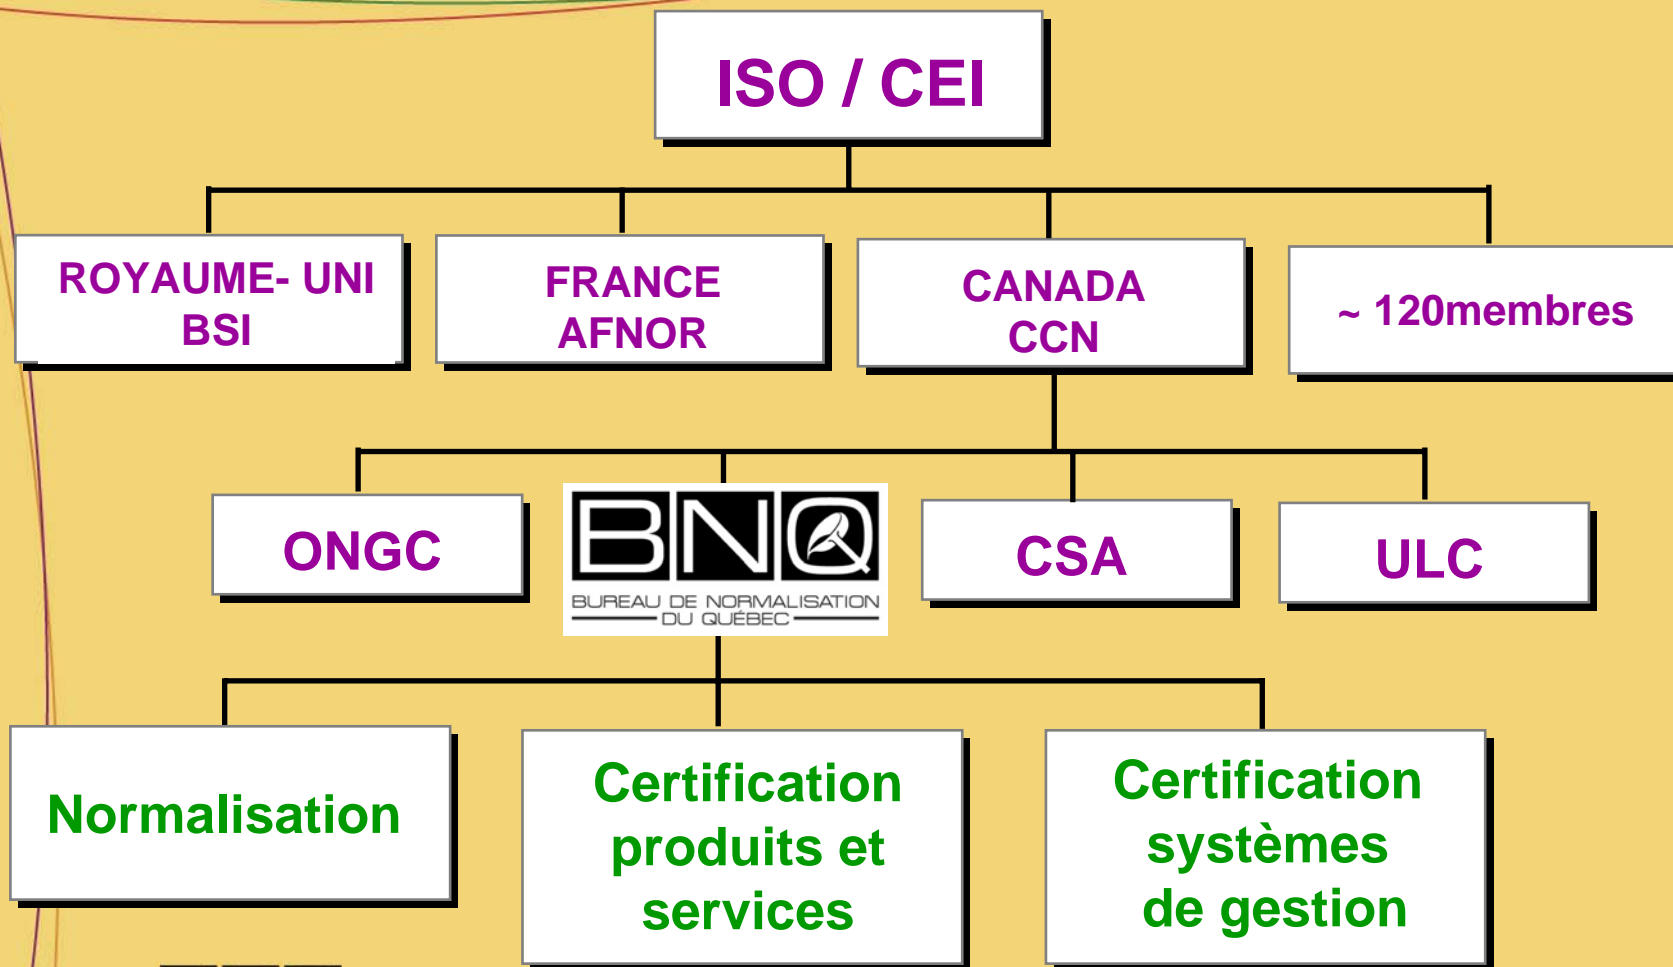 ISO / CEI
ROYAUME- UNI
BSI
FRANCE
AFNOR
CANADA
CCN
~ 120membres
ONGC
BNQ
BUREAU DE NORMALISATION
DU QUÉBEC
CSA
ULC
Normalisation
Certification
produits et
services
Certification
systèmes
de gestion